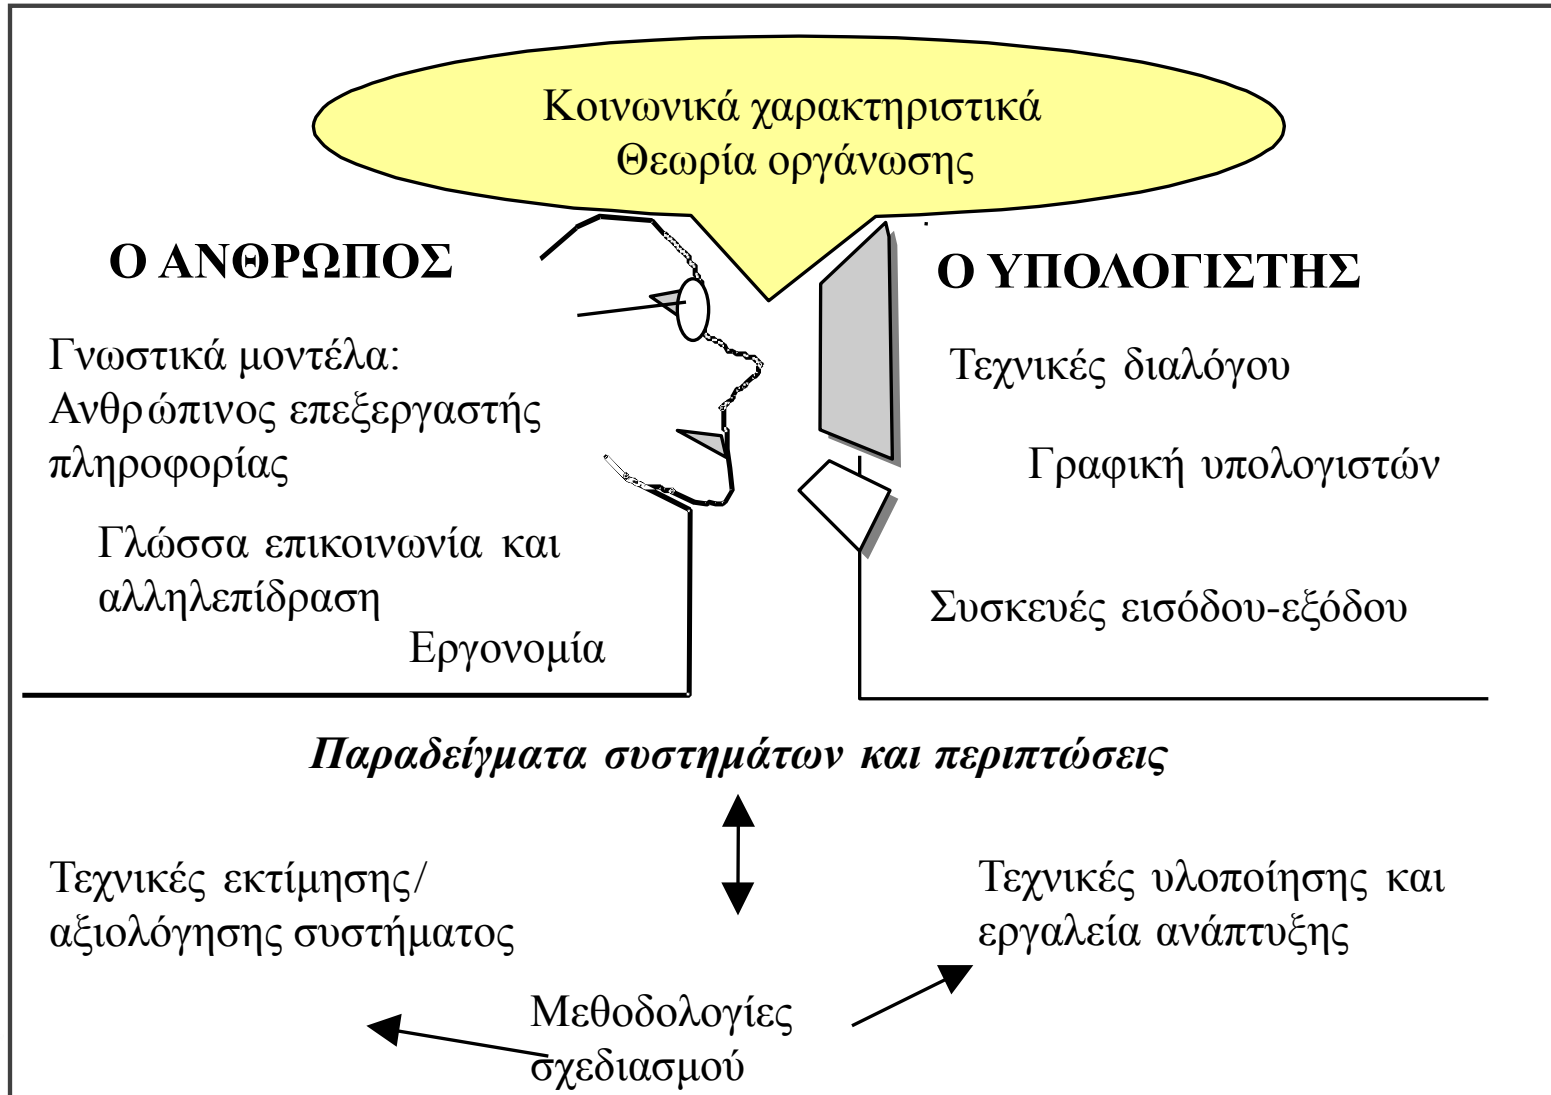 Κοινωνικά χαρακτηριστικά
Θεωρία οργάνωσης
Ο ΑΝΘΡΩΠΟΣ
Γνωστικά μοντέλα:
Ανθρώπινος επεξεργαστής
πληροφορίας
Γλώσσα επικοινωνία και
αλληλεπίδραση
Εργονομία
Ο ΥΠΟΛΟΓΙΣΤΗΣ
Τεχνικές διαλόγου
Γραφική υπολογιστών
Συσκευές εισόδου-εξόδου
Παραδείγματα συστημάτων και περιπτώσεις
Τεχνικές εκτίμησης/
αξιολόγησης συστήματος
Τεχνικές υλοποίησης και
εργαλεία ανάπτυξης
Μεθοδολογίες
σχεδιασμού